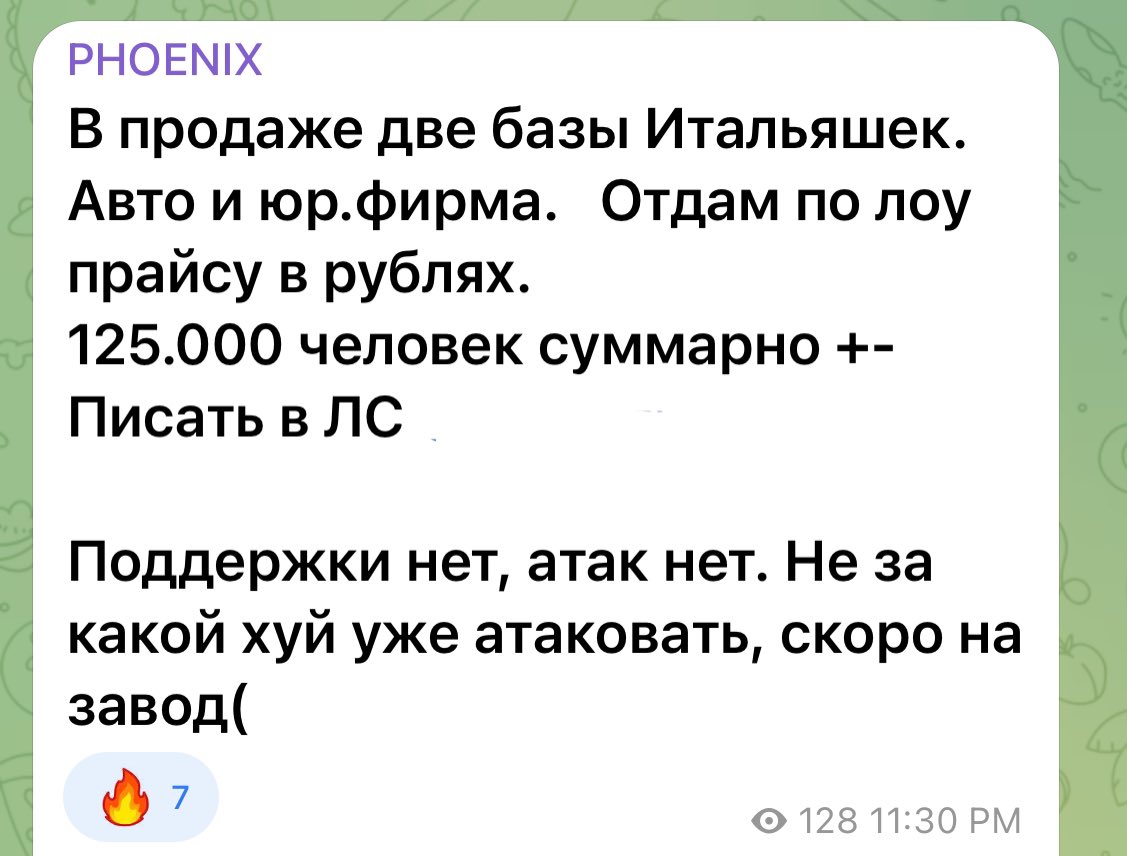 PHOENIX
В продаже две базы Итальяшек.
Авто и юр.фирма. Отдам по лоу
прайсу в рублях.
125.000 человек суммарно +-
Писать в ЛС
Поддержки нет, атак нет. Не за
какой хуй уже атаковать, скоро на
завод(
7
128 11:30 PM